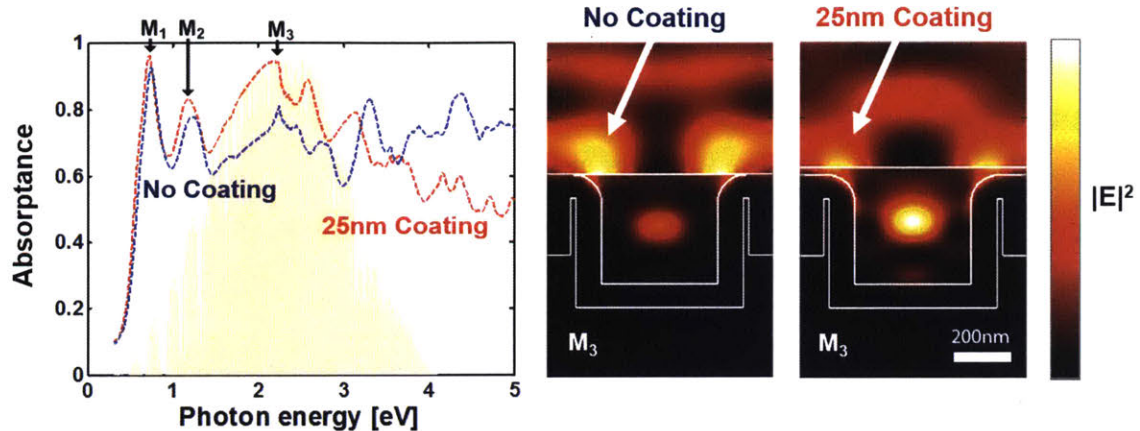 M1 M2 M3
1
0.8
0.6
0.4
0.2
0
0 1 2 3 4 5
Absorptance
Photon energy [eV]
No Coating
25nm Coating
No Coating
25nm Coating
M3
M3
200nm
|E|²